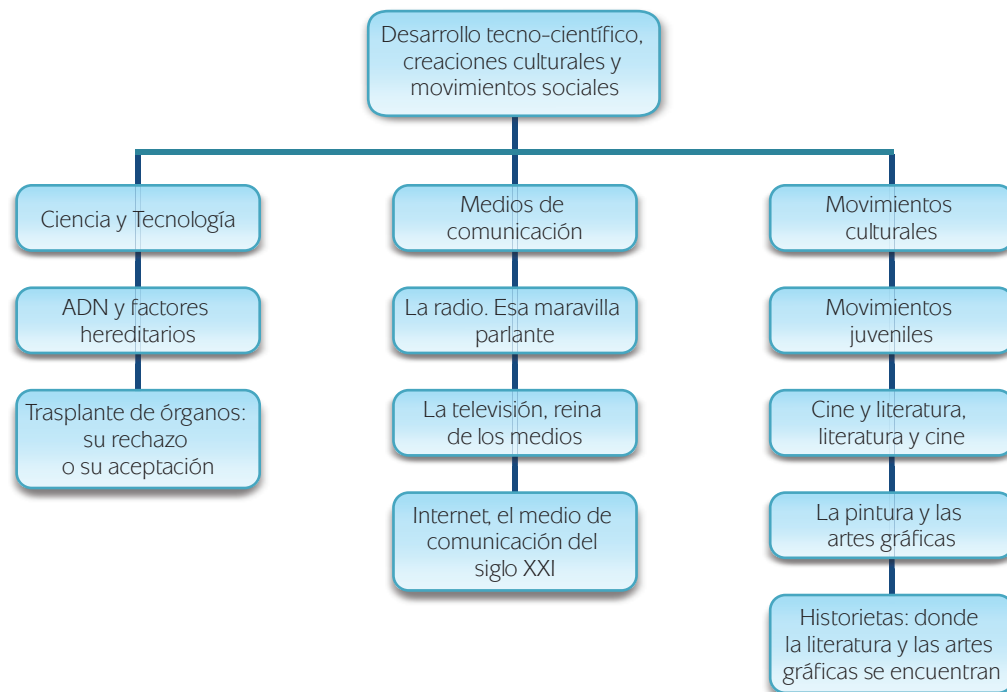 Desarrollo tecno-científico,
creaciones culturales y
movimientos sociales
Ciencia y Tecnología
ADN y factores
hereditarios
Trasplante de órganos:
su rechazo
o su aceptación
Medios de
comunicación
La radio. Esa maravilla
parlante
La televisión, reina
de los medios
Internet, el medio de
comunicación del
siglo XXI
Movimientos
culturales
Movimientos
juveniles
Cine y literatura,
literatura y cine
La pintura y las
artes gráficas
Historietas: donde
la literatura y las artes
gráficas se encuentran